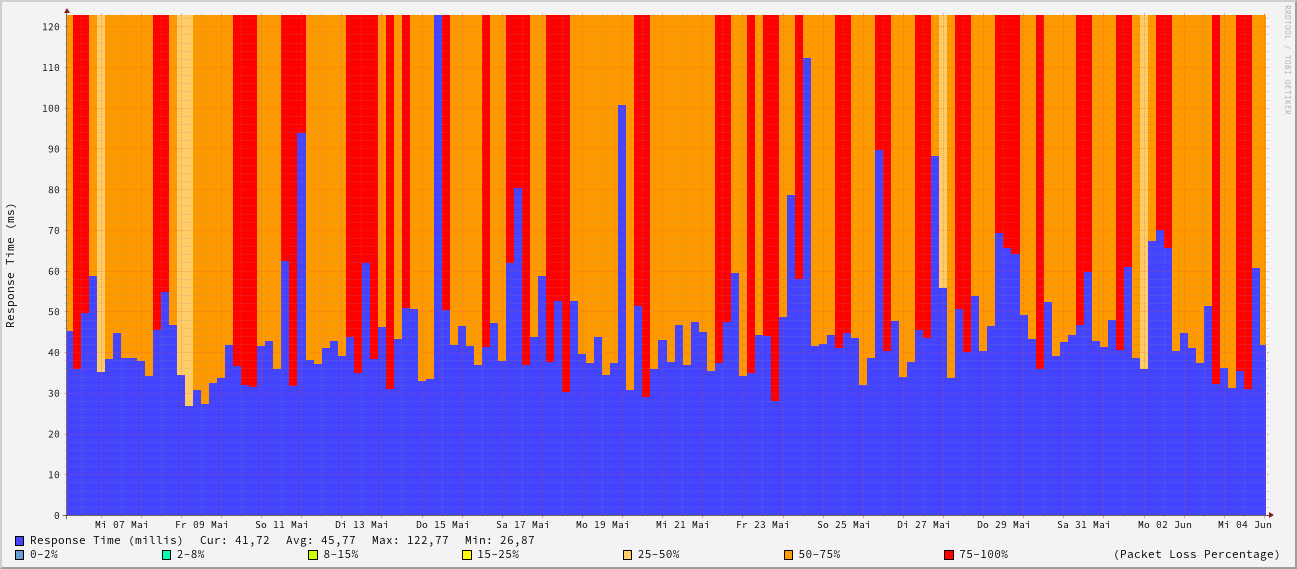 RRDTOOL / TOBI OETIKER
Response Time (ms)
120
110
100
90
80
70
60
50
40
30
20
10
0
Mi 07 Mai Fr 09 Mai So 11 Mai Di 13 Mai Do 15 Mai Sa 17 Mai Mo 19 Mai Mi 21 Mai Fr 23 Mai So 25 Mai Di 27 Mai Do 29 Mai Sa 31 Mai Mo 02 Jun Mi 04 Jun
Response Time (millis) Cur: 41,72 Avg: 45,77 Max: 122,77 Min: 26,87
0-2% 2-8% 8-15% 15-25% 25-50% 50-75% 75-100% (Packet Loss Percentage)